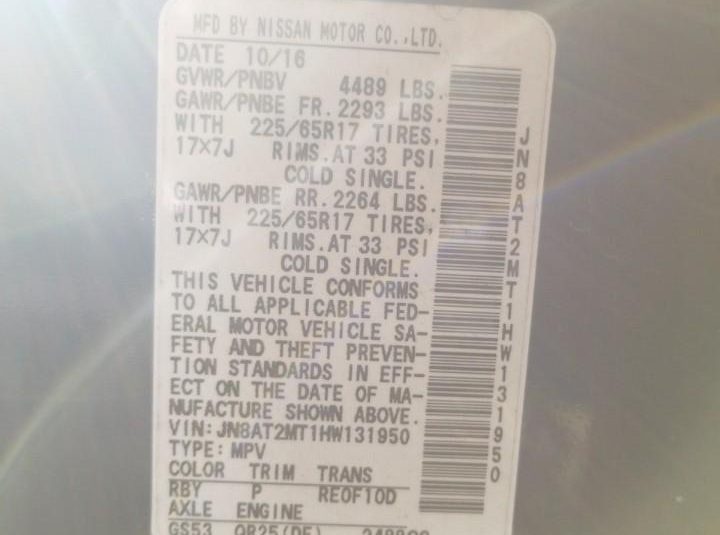 MFD BY NISSAN MOTOR CO.,LTD.
DATE 10/16
GVWR/PNBV 4489 LBS.
GAWR/PNBE FR. 2293 LBS.
WITH 225/65R17 TIRES,
17x7J RIMS.AT 33 PSI
COLD SINGLE.
GAWR/PNBE RR. 2264 LBS.
WITH 225/65R17 TIRES,
17x7J RIMS.AT 33 PSI
COLD SINGLE.
THIS VEHICLE CONFORMS
TO ALL APPLICABLE FED-
ERAL MOTOR VEHICLE SA-
FETY AND THEFT PREVEN-
TION STANDARDS IN EFF-
ECT ON THE DATE OF MA-
NUFACTURE SHOWN ABOVE.
VIN:JN8AT2MT1HW131950
TYPE: MPV
COLOR TRIM TRANS
RBY P RE0F10D
AXLE ENGINE
GS53 QR25(DE)
JN8AT2MT1HW131950